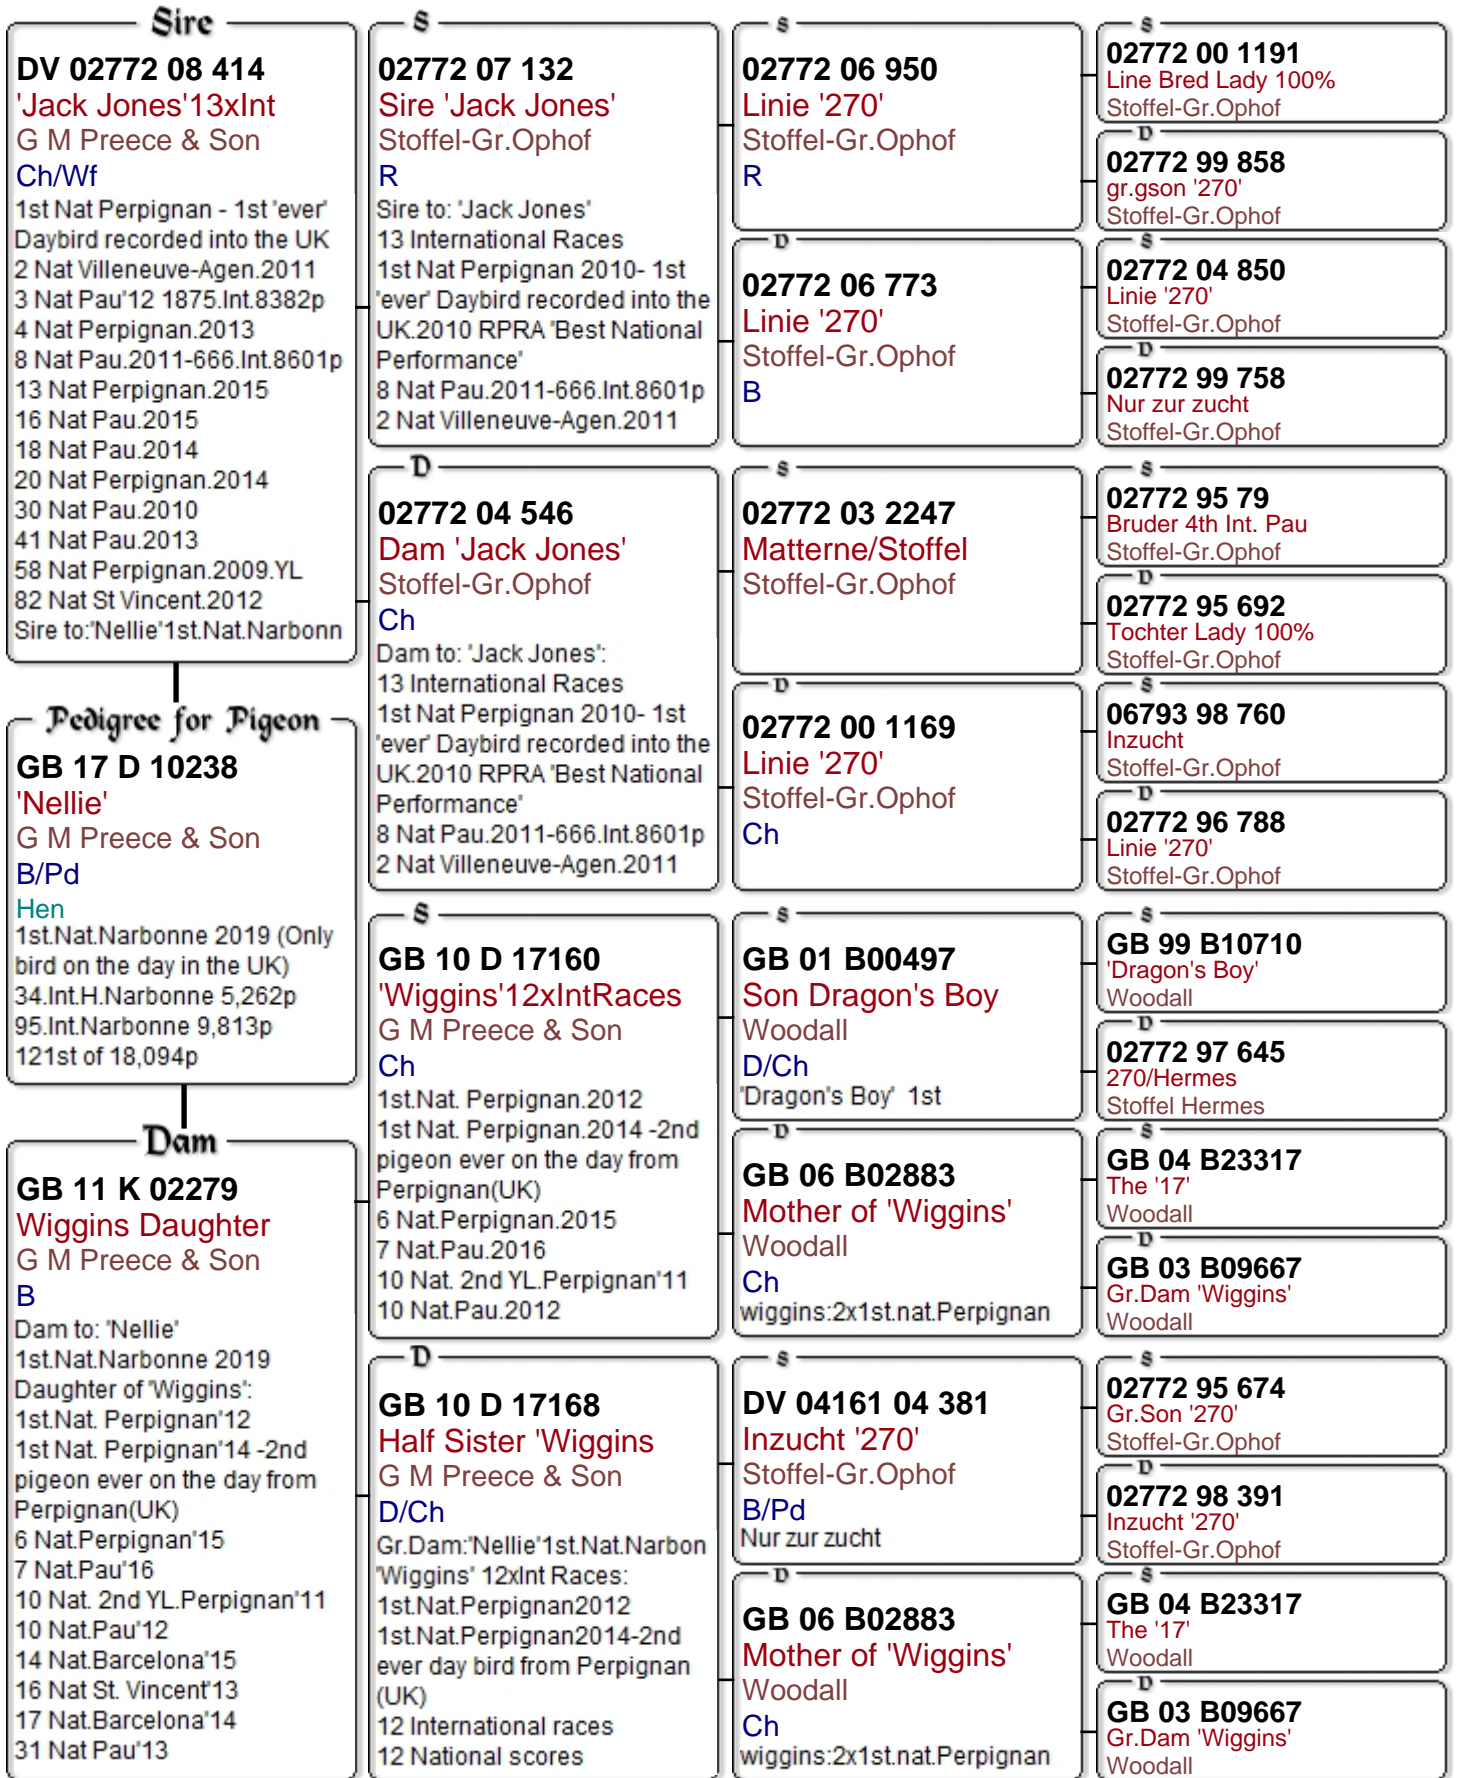 Sire
DV 02772 08 414
'Jack Jones'13xInt
G M Preece & Son
Ch/Wf
1st Nat Perpignan - 1st 'ever'
Daybird recorded into the UK
2 Nat Villeneuve-Agen.2011
3 Nat Pau'12 1875.Int.8382p
4 Nat Perpignan.2013
8 Nat Pau.2011-666.Int.8601p
13 Nat Perpignan.2015
16 Nat Pau.2015
18 Nat Pau.2014
20 Nat Perpignan.2014
30 Nat Pau.2010
41 Nat Pau.2013
58 Nat Perpignan.2009.YL
82 Nat St Vincent.2012
Sire to:'Nellie'1st.Nat.Narbonn
Pedigree for Pigeon
GB 17 D 10238
'Nellie'
G M Preece & Son
B/Pd
Hen
1st.Nat.Narbonne 2019 (Only
bird on the day in the UK)
34.Int.H.Narbonne 5,262p
95.Int.Narbonne 9,813p
121st of 18,094p
Dam
GB 11 K 02279
Wiggins Daughter
G M Preece & Son
B
Dam to: 'Nellie'
1st.Nat.Narbonne 2019
Daughter of 'Wiggins':
1st.Nat. Perpignan'12
1st Nat. Perpignan'14 -2nd
pigeon ever on the day from
Perpignan(UK)
6 Nat.Perpignan'15
7 Nat.Pau'16
10 Nat. 2nd YL.Perpignan'11
10 Nat.Pau'12
14 Nat.Barcelona'15
16 Nat St. Vincent'13
17 Nat.Barcelona'14
31 Nat Pau'13
S
02772 07 132
Sire 'Jack Jones'
Stoffel-Gr.Ophof
R
Sire to: 'Jack Jones'
13 International Races
1st Nat Perpignan 2010- 1st
'ever' Daybird recorded into the
UK.2010 RPRA 'Best National
Performance'
8 Nat Pau.2011-666.Int.8601p
2 Nat Villeneuve-Agen.2011
D
02772 04 546
Dam 'Jack Jones'
Stoffel-Gr.Ophof
Ch
Dam to: 'Jack Jones':
13 International Races
1st Nat Perpignan 2010- 1st
'ever' Daybird recorded into the
UK.2010 RPRA 'Best National
Performance'
8 Nat Pau.2011-666.Int.8601p
2 Nat Villeneuve-Agen.2011
S
GB 10 D 17160
'Wiggins'12xIntRaces
G M Preece & Son
Ch
1st.Nat. Perpignan.2012
1st Nat. Perpignan.2014 -2nd
pigeon ever on the day from
Perpignan(UK)
6 Nat.Perpignan.2015
7 Nat.Pau.2016
10 Nat. 2nd YL.Perpignan'11
10 Nat.Pau.2012
D
GB 10 D 17168
Half Sister 'Wiggins
G M Preece & Son
D/Ch
Gr.Dam:'Nellie'1st.Nat.Narbon
'Wiggins' 12xInt Races:
1st.Nat.Perpignan2012
1st.Nat.Perpignan2014-2nd
ever day bird from Perpignan
(UK)
12 International races
12 National scores
S
02772 06 950
Linie '270'
Stoffel-Gr.Ophof
R
D
02772 06 773
Linie '270'
Stoffel-Gr.Ophof
B
S
02772 03 2247
Matterne/Stoffel
Stoffel-Gr.Ophof
D
02772 00 1169
Linie '270'
Stoffel-Gr.Ophof
Ch
S
GB 01 B00497
Son Dragon's Boy
Woodall
D/Ch
'Dragon's Boy' 1st
D
GB 06 B02883
Mother of 'Wiggins'
Woodall
Ch
wiggins:2x1st.nat.Perpignan
S
DV 04161 04 381
Inzucht '270'
Stoffel-Gr.Ophof
B/Pd
Nur zur zucht
D
GB 06 B02883
Mother of 'Wiggins'
Woodall
Ch
wiggins:2x1st.nat.Perpignan
S
02772 00 1191
Line Bred Lady 100%
Stoffel-Gr.Ophof
D
02772 99 858
gr.gson '270'
Stoffel-Gr.Ophof
S
02772 04 850
Linie '270'
Stoffel-Gr.Ophof
D
02772 99 758
Nur zur zucht
Stoffel-Gr.Ophof
S
02772 95 79
Bruder 4th Int. Pau
Stoffel-Gr.Ophof
D
02772 95 692
Tochter Lady 100%
Stoffel-Gr.Ophof
S
06793 98 760
Inzucht
Stoffel-Gr.Ophof
D
02772 96 788
Linie '270'
Stoffel-Gr.Ophof
S
GB 99 B10710
'Dragon's Boy'
Woodall
D
02772 97 645
270/Hermes
Stoffel Hermes
S
GB 04 B23317
The '17'
Woodall
D
GB 03 B09667
Gr.Dam 'Wiggins'
Woodall
S
02772 95 674
Gr.Son '270'
Stoffel-Gr.Ophof
D
02772 98 391
Inzucht '270'
Stoffel-Gr.Ophof
S
GB 04 B23317
The '17'
Woodall
D
GB 03 B09667
Gr.Dam 'Wiggins'
Woodall